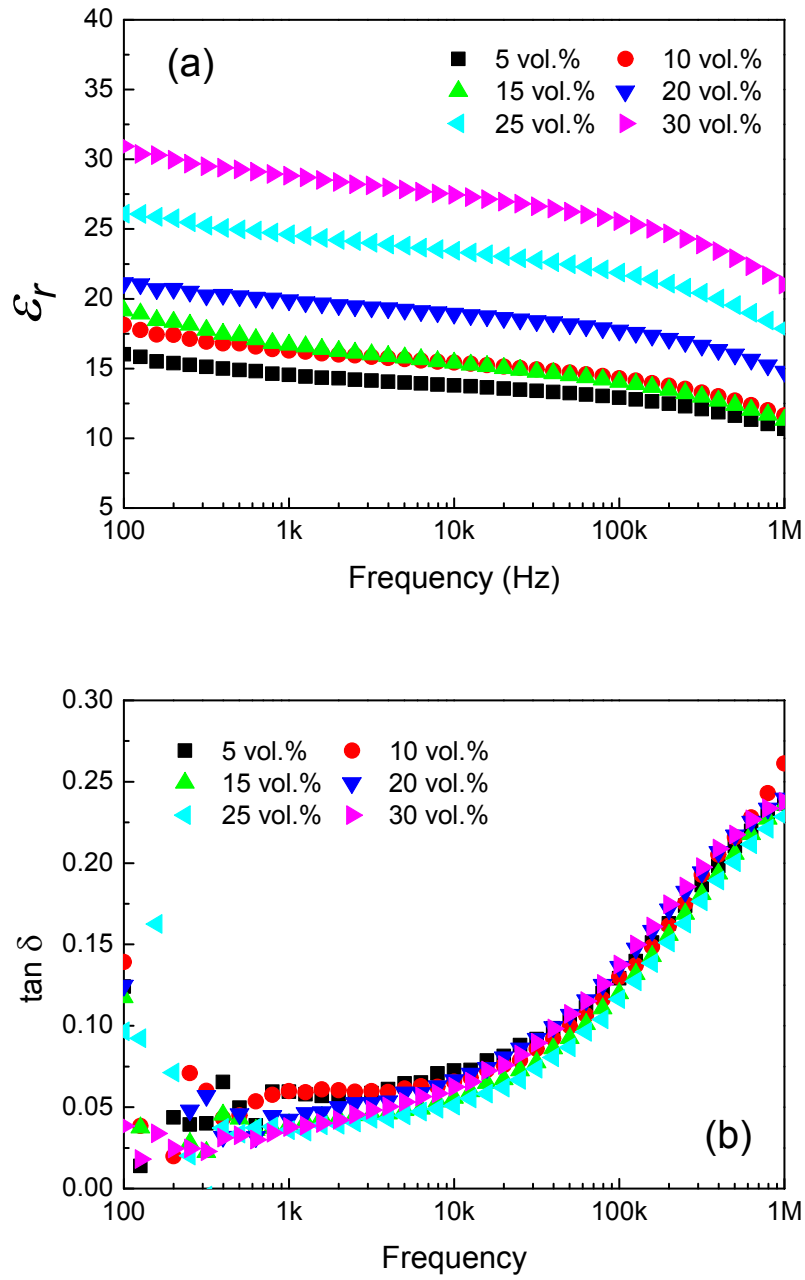 40
(a)
5 vol.% 10 vol.%
35
15 vol.% 20 vol.%
25 vol.% 30 vol.%
30
25
εr
20
15
10
5
100 1k 10k 100k 1M
Frequency (Hz)
0.30
5 vol.% 10 vol.%
0.25
15 vol.% 20 vol.%
25 vol.% 30 vol.%
0.20
0.15
tan δ
0.10
0.05
(b)
0.00
100 1k 10k 100k 1M
Frequency